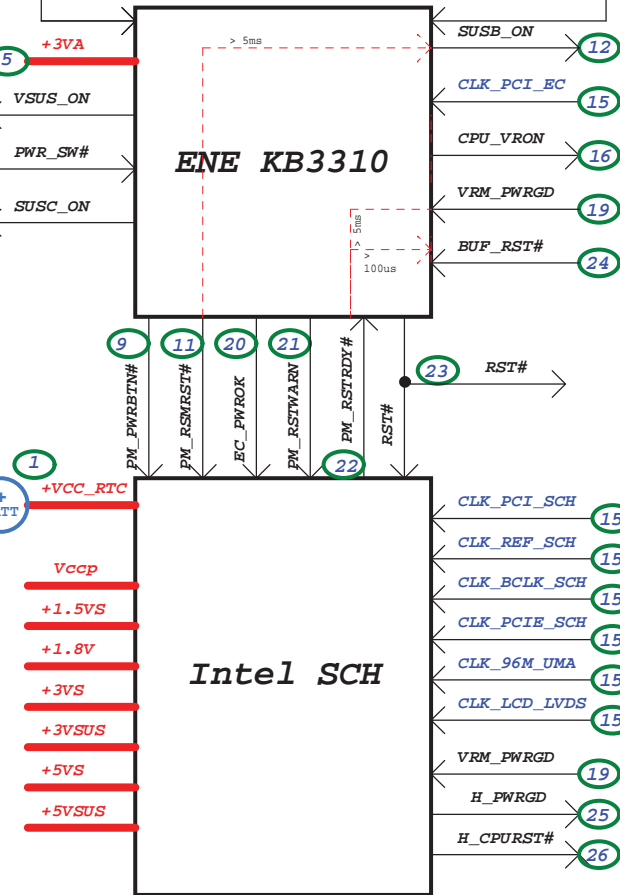 SUSB_ON
12
+3VA
> 5ms
5
CLK_PCI_EC
15
VSUS_ON
CPU_VRON
16
PWR_SW#
ENE KB3310
VRM_PWRGD
19
SUSC_ON
> 5ms
BUF_RST#
24
>
100us
9
11
20
21
PM_PWRBTN#
PM_RSMRST#
EC_PWROK
PM_RSTWARN
PM_RSTRDY#
RST#
23
RST#
22
1
+VCC_RTC
+
TT
CLK_PCI_SCH
15
CLK_REF_SCH
15
Vccp
CLK_BCLK_SCH
15
+1.5VS
CLK_PCIE_SCH
15
+1.8V
CLK_96M_UMA
15
Intel SCH
+3VS
CLK_LCD_LVDS
15
+3VSUS
VRM_PWRGD
19
+5VS
H_PWRGD
25
+5VSUS
H_CPURST#
26